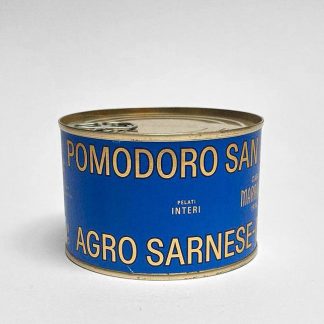 POMODORO SAN
PELATI
INTERI
AGRO SARNESE-